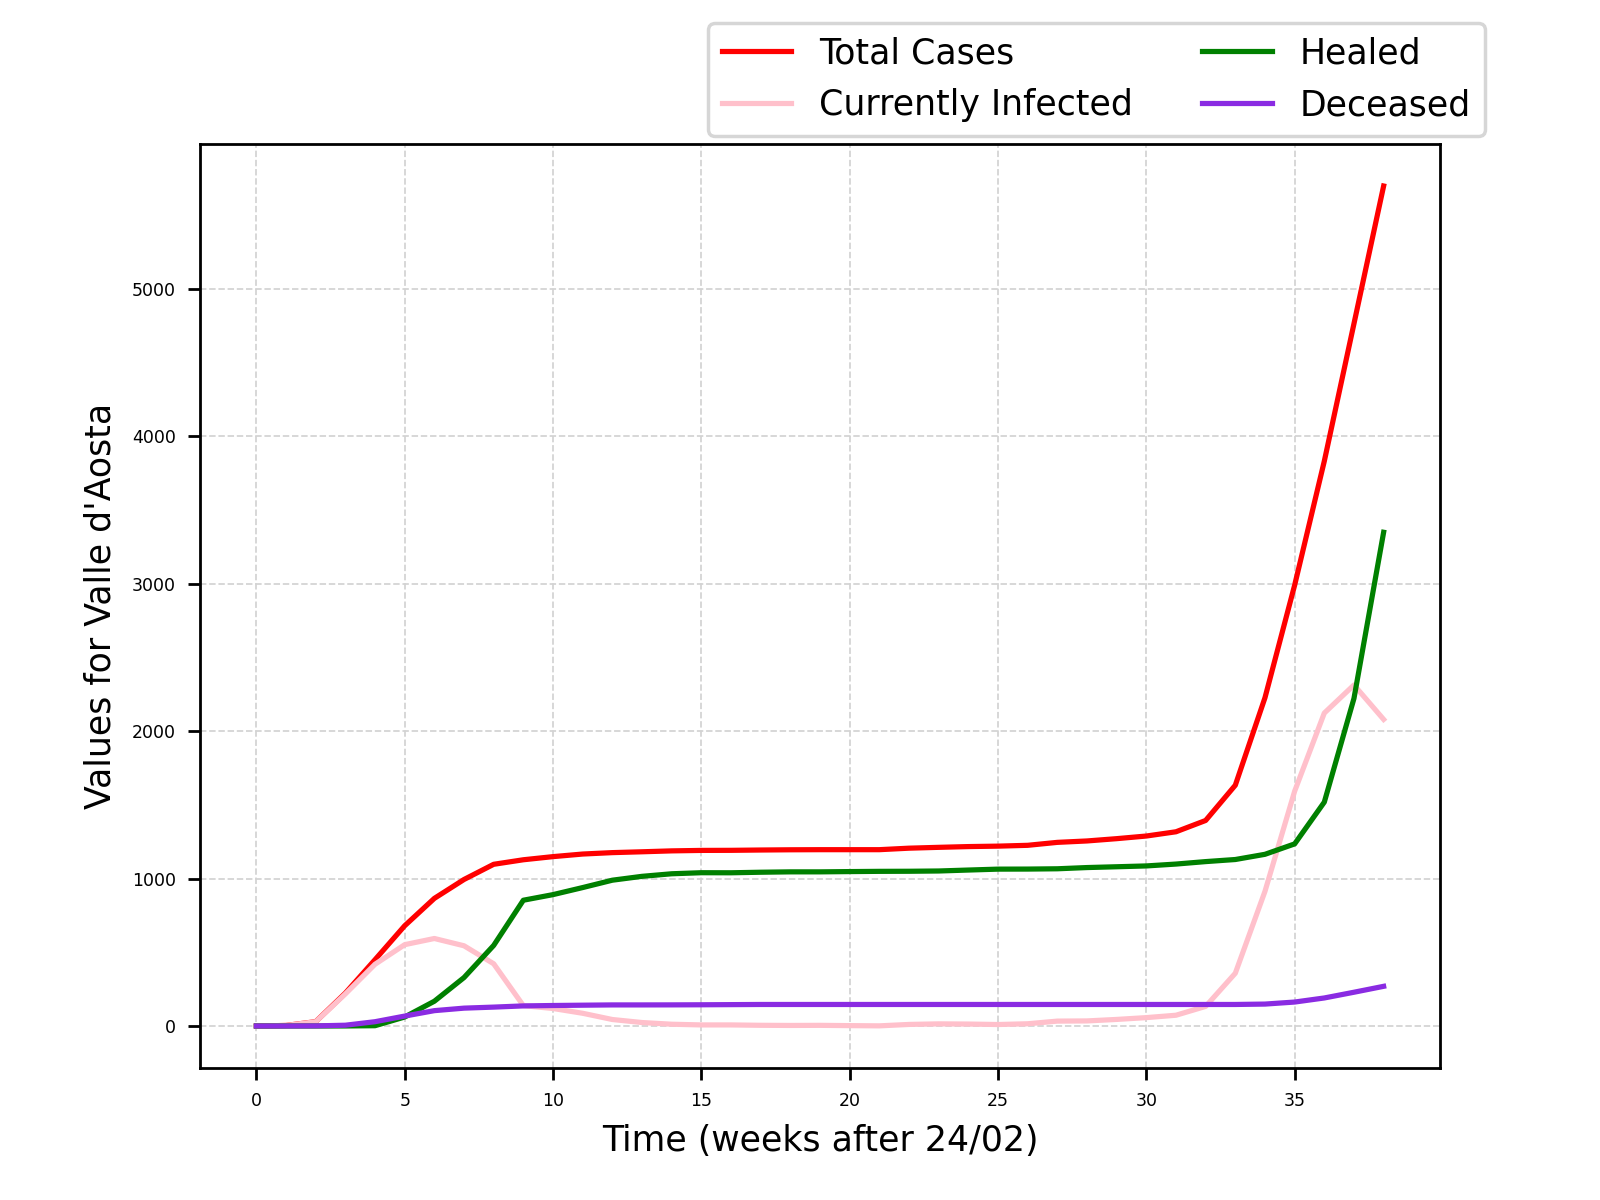 Total Cases
Currently Infected
Healed
Deceased
5000
4000
3000
2000
1000
0
Values for Valle d'Aosta
0 5 10 15 20 25 30 35
Time (weeks after 24/02)